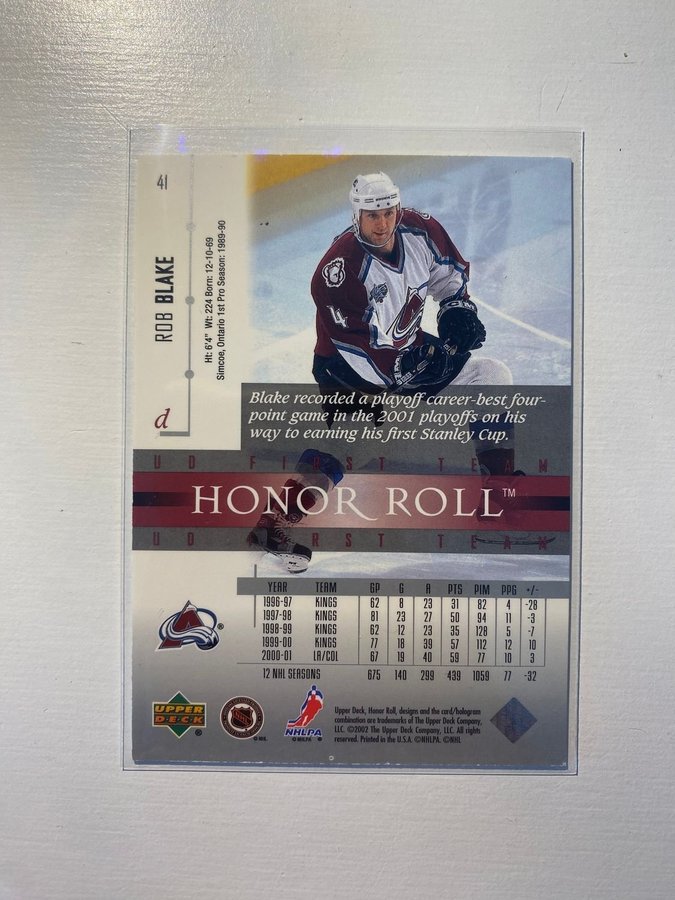 41
ROB BLAKE
Ht: 6'4" Wt: 224 Born: 12-10-69
Simcoe, Ontario 1st Pro Season: 1989-90
d
4
Blake recorded a playoff career-best four-
point game in the 2001 playoffs on his
way to earning his first Stanley Cup.
UD FIRST TEAM
HONOR ROLL™
UD FIRST TEAM
YEAR TEAM GP G A PTS PIM PPG +/-
1996-97 KINGS 62 8 23 31 82 4 -28
1997-98 KINGS 81 23 27 50 94 11 -3
1998-99 KINGS 62 12 23 35 128 5 -7
1999-00 KINGS 77 18 39 57 112 12 10
2000-01 LA/COL 67 19 40 59 77 10 3
12 NHL SEASONS 675 140 299 439 1059 77 -32
UPPER DECK ®
NHL
©NHL
NHLPA
©NHLPA
Upper Deck, Honor Roll, designs and the card/hologram
combination are trademarks of The Upper Deck Company,
LLC. ©2002 The Upper Deck Company, LLC. All rights
reserved. Printed in the U.S.A. ©NHLPA. ©NHL